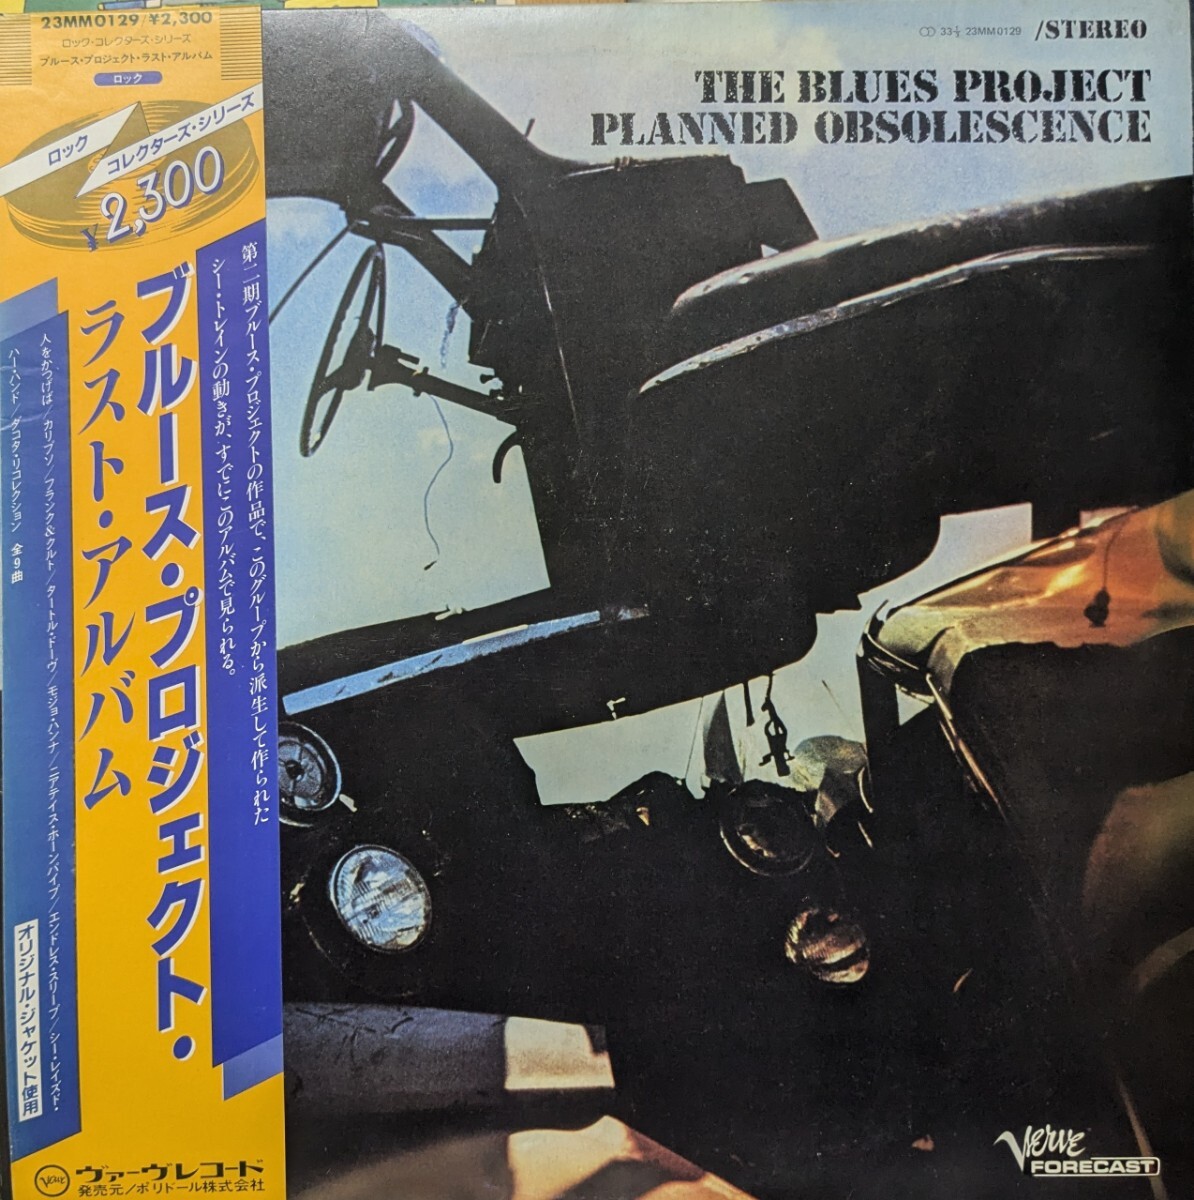 23MM0129/¥2,300
ロック・コレクターズ・シリーズ
ブルース・プロジェクト・ラスト・アルバム
ロック
ロック
コレクターズ・シリーズ
¥2,300
第二期ブルース・プロジェクトの作品で、このグループから派生して作られた
シー・トレインの動きが、すでにこのアルバムで見られる。
ブルース・プロジェクト・
ラスト・アルバム
人をかつげば/カリプソ/フランク&クルト/タートル・ドーヴ/モジョ・ハンナ/ニアデイス・ホーンパイプ/エンドレス・スリープ/シー・レイズド・
ハー・ハンド/ダコタ・リコレクション 全9曲
オリジナル・ジャケット使用
Verve
ヴァーヴレコード
発売元/ポリドール株式会社
33⅓ 23MM0129 /STEREO
THE BLUES PROJECT
PLANNED OBSOLESCENCE
Verve
FORECAST